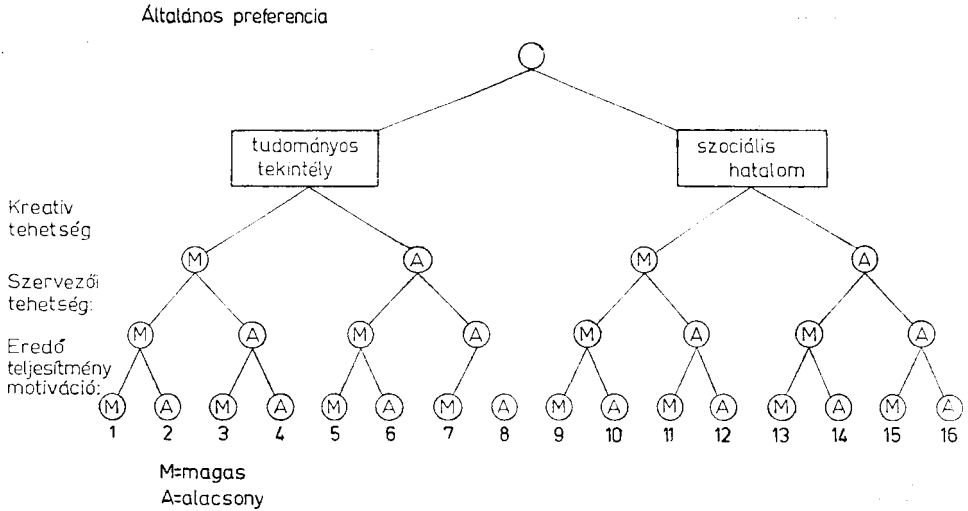 Általános preferencia
tudományos
tekintély
szociális
hatalom
Kreatív
tehetség
M A M A
Szervezői
tehetség:
M A M A M A M A
Eredő
teljesítmény
motiváció:
M A M A M A M A M A M A M A M A
1 2 3 4 5 6 7 8 9 10 11 12 13 14 15 16
M=magas
A=alacsony